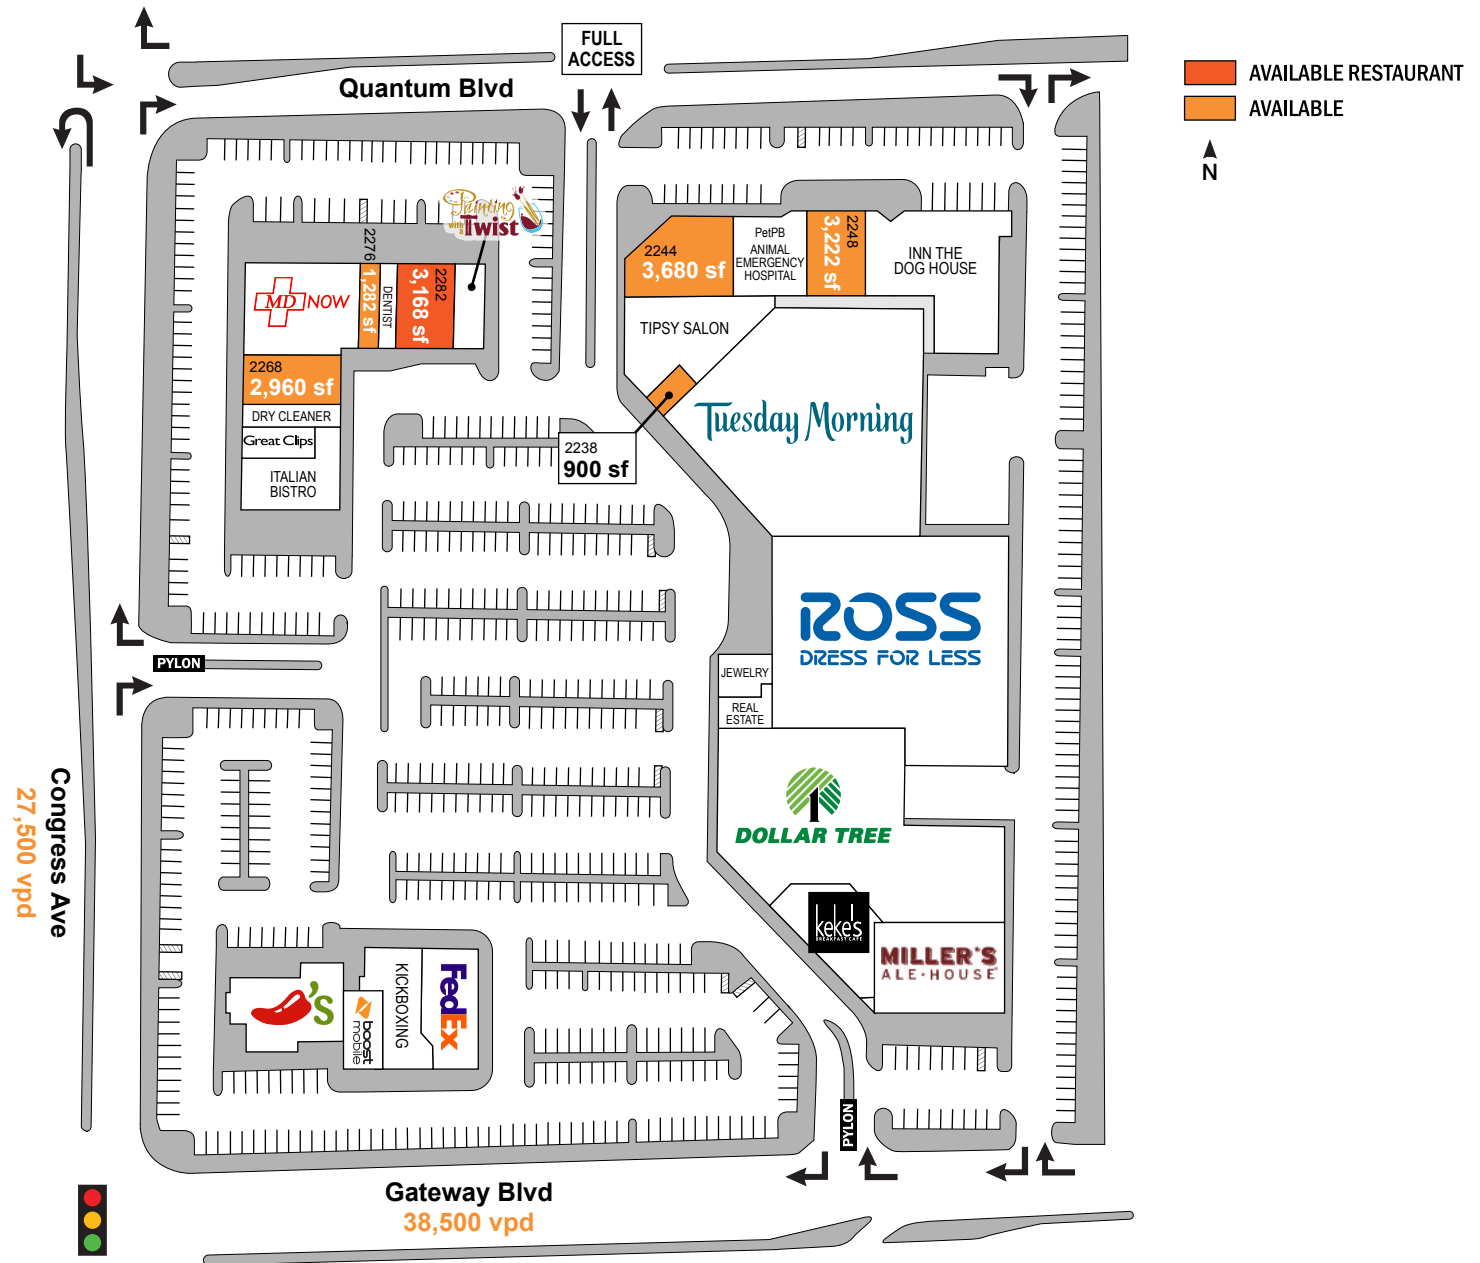 FULL
ACCESS
Quantum Blvd
AVAILABLE RESTAURANT
AVAILABLE
N
Painting
with a
Twist
2276
1,282 sf
DENTIST
2282
3,168 sf
MD NOW
2268
2,960 sf
DRY CLEANER
Great Clips
ITALIAN
BISTRO
2244
3,680 sf
PetPB
ANIMAL
EMERGENCY
HOSPITAL
2248
3,222 sf
INN THE
DOG HOUSE
TIPSY SALON
2238
900 sf
Tuesday Morning
ROSS
DRESS FOR LESS
JEWELRY
REAL
ESTATE
PYLON
Congress Ave
27,500 vpd
DOLLAR TREE
keke's
BREAKFAST CAFE
MILLER'S
ALE·HOUSE
'S
boost
mobile
KICKBOXING
FedEx
PYLON
Gateway Blvd
38,500 vpd